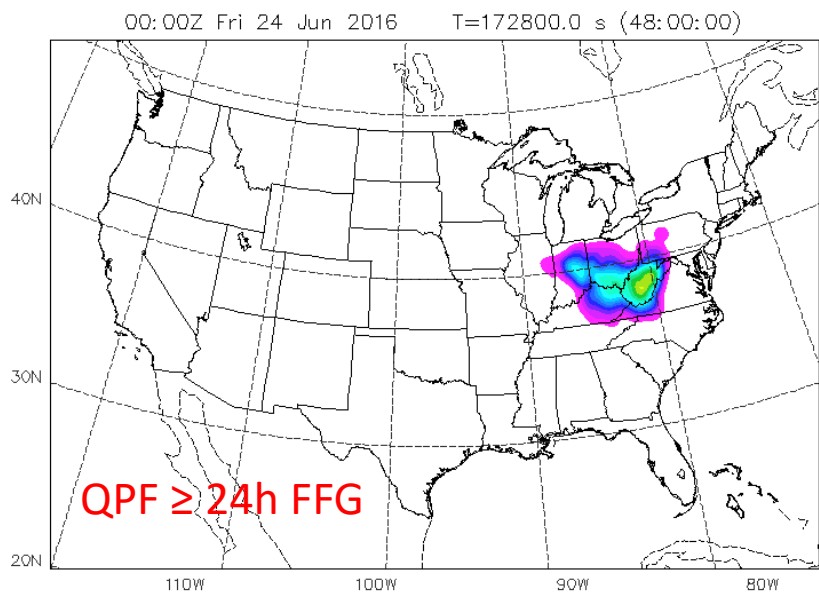 00:00Z Fri 24 Jun 2016 T=172800.0 s (48:00:00)
40N
30N
QPF ≥ 24h FFG
20N
110W 100W 90W 80W